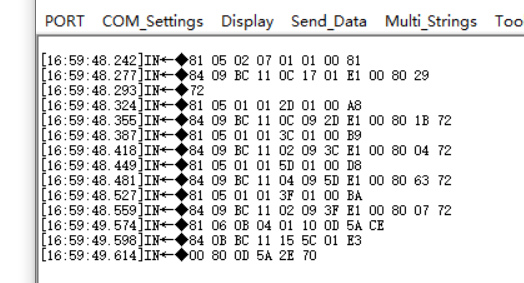 PORT COM_Settings Display Send_Data Multi_Strings Too
[16:59:48.242]IN←◆81 05 02 07 01 01 00 81
[16:59:48.277]IN←◆84 09 BC 11 0C 17 01 E1 00 80 29
[16:59:48.293]IN←◆72
[16:59:48.324]IN←◆81 05 01 01 2D 01 00 A8
[16:59:48.355]IN←◆84 09 BC 11 0C 09 2D E1 00 80 1B 72
[16:59:48.387]IN←◆81 05 01 01 3C 01 00 B9
[16:59:48.418]IN←◆84 09 BC 11 02 09 3C E1 00 80 04 72
[16:59:48.449]IN←◆81 05 01 01 5D 01 00 D8
[16:59:48.481]IN←◆84 09 BC 11 04 09 5D E1 00 80 63 72
[16:59:48.527]IN←◆81 05 01 01 3F 01 00 BA
[16:59:48.559]IN←◆84 09 BC 11 02 09 3F E1 00 80 07 72
[16:59:49.574]IN←◆81 06 0B 04 01 10 0D 5A CE
[16:59:49.598]IN←◆84 0B BC 11 15 5C 01 E3
[16:59:49.614]IN←◆00 80 0D 5A 2E 70